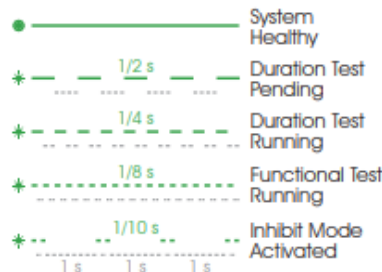 System
Healthy
1/2 s
Duration Test
Pending
1/4 s
Duration Test
Running
1/8 s
Functional Test
Running
1/10 s
Inhibit Mode
Activated
1 s 1 s 1 s